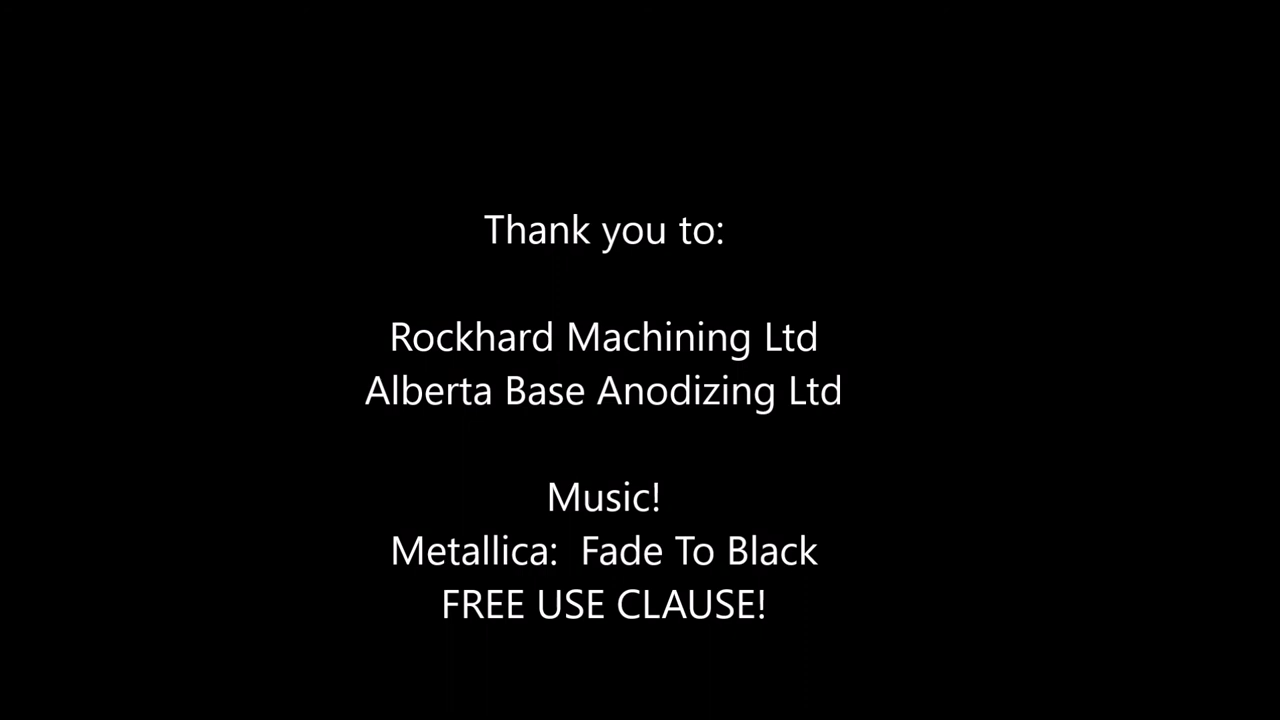 Thank you to:
Rockhard Machining Ltd
Alberta Base Anodizing Ltd
Music!
Metallica:  Fade To Black
FREE USE CLAUSE!